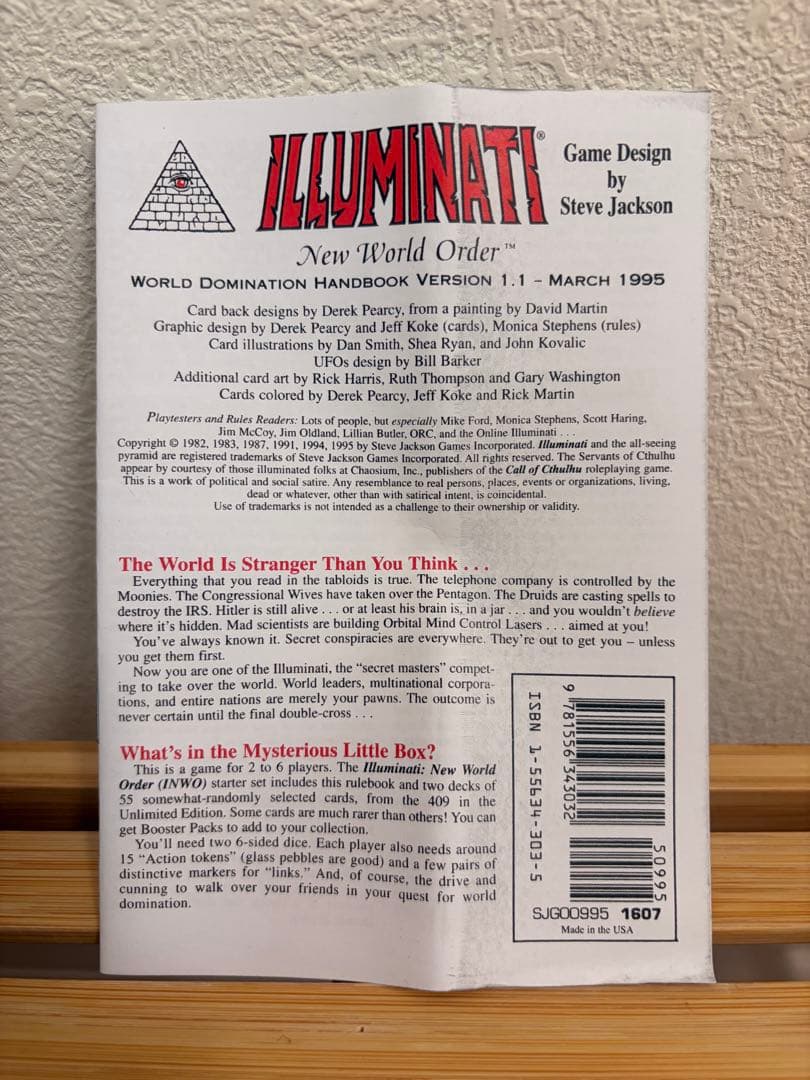 ILLUMINATI®
Game Design
by
Steve Jackson
New World Order™
WORLD DOMINATION HANDBOOK VERSION 1.1 – MARCH 1995
Card back designs by Derek Pearcy, from a painting by David Martin
Graphic design by Derek Pearcy and Jeff Koke (cards), Monica Stephens (rules)
Card illustrations by Dan Smith, Shea Ryan, and John Kovalic
UFOs design by Bill Barker
Additional card art by Rick Harris, Ruth Thompson and Gary Washington
Cards colored by Derek Pearcy, Jeff Koke and Rick Martin
Playtesters and Rules Readers: Lots of people, but especially Mike Ford, Monica Stephens, Scott Haring,
Jim McCoy, Jim Oldland, Lillian Butler, ORC, and the Online Illuminati . . .
Copyright © 1982, 1983, 1987, 1991, 1994, 1995 by Steve Jackson Games Incorporated. Illuminati and the all-seeing
pyramid are registered trademarks of Steve Jackson Games Incorporated. All rights reserved. The Servants of Cthulhu
appear by courtesy of those illuminated folks at Chaosium, Inc., publishers of the Call of Cthulhu roleplaying game.
This is a work of political and social satire. Any resemblance to real persons, places, events or organizations, living,
dead or whatever, other than with satirical intent, is coincidental.
Use of trademarks is not intended as a challenge to their ownership or validity.
The World Is Stranger Than You Think . . .
Everything that you read in the tabloids is true. The telephone company is controlled by the
Moonies. The Congressional Wives have taken over the Pentagon. The Druids are casting spells to
destroy the IRS. Hitler is still alive . . . or at least his brain is, in a jar . . . and you wouldn't believe
where it's hidden. Mad scientists are building Orbital Mind Control Lasers . . . aimed at you!
You've always known it. Secret conspiracies are everywhere. They're out to get you – unless
you get them first.
Now you are one of the Illuminati, the "secret masters" compet-
ing to take over the world. World leaders, multinational corpora-
tions, and entire nations are merely your pawns. The outcome is
never certain until the final double-cross . . .
What's in the Mysterious Little Box?
This is a game for 2 to 6 players. The Illuminati: New World
Order (INWO) starter set includes this rulebook and two decks of
55 somewhat-randomly selected cards, from the 409 in the
Unlimited Edition. Some cards are much rarer than others! You can
get Booster Packs to add to your collection.
You'll need two 6-sided dice. Each player also needs around
15 "Action tokens" (glass pebbles are good) and a few pairs of
distinctive markers for "links." And, of course, the drive and
cunning to walk over your friends in your quest for world
domination.
ISBN 1-55634-303-5
9 781556 343032
50995
SJG00995 1607
Made in the USA